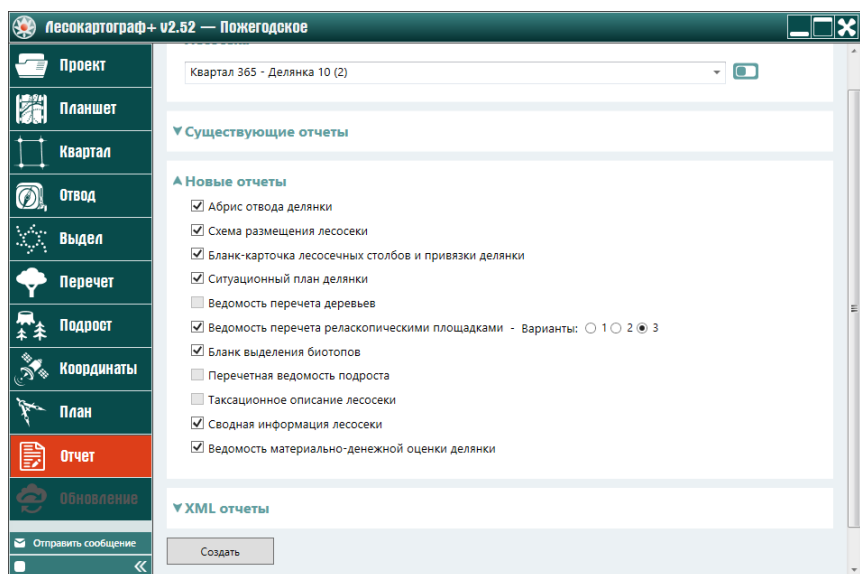 Лесокартограф+ v2.52 — Пожегодское
Проект
Планшет
Квартал
Отвод
Выдел
Перечет
Подрост
Координаты
План
Отчет
Обновление
Отправить сообщение
Квартал 365 - Делянка 10 (2)
Существующие отчеты
Новые отчеты
Абрис отвода делянки
Схема размещения лесосеки
Бланк-карточка лесосечных столбов и привязки делянки
Ситуационный план делянки
Ведомость перечета деревьев
Ведомость перечета реласкопическими площадками - Варианты: 1 2 3
Бланк выделения биотопов
Перечетная ведомость подроста
Таксационное описание лесосеки
Сводная информация лесосеки
Ведомость материально-денежной оценки делянки
XML отчеты
Создать